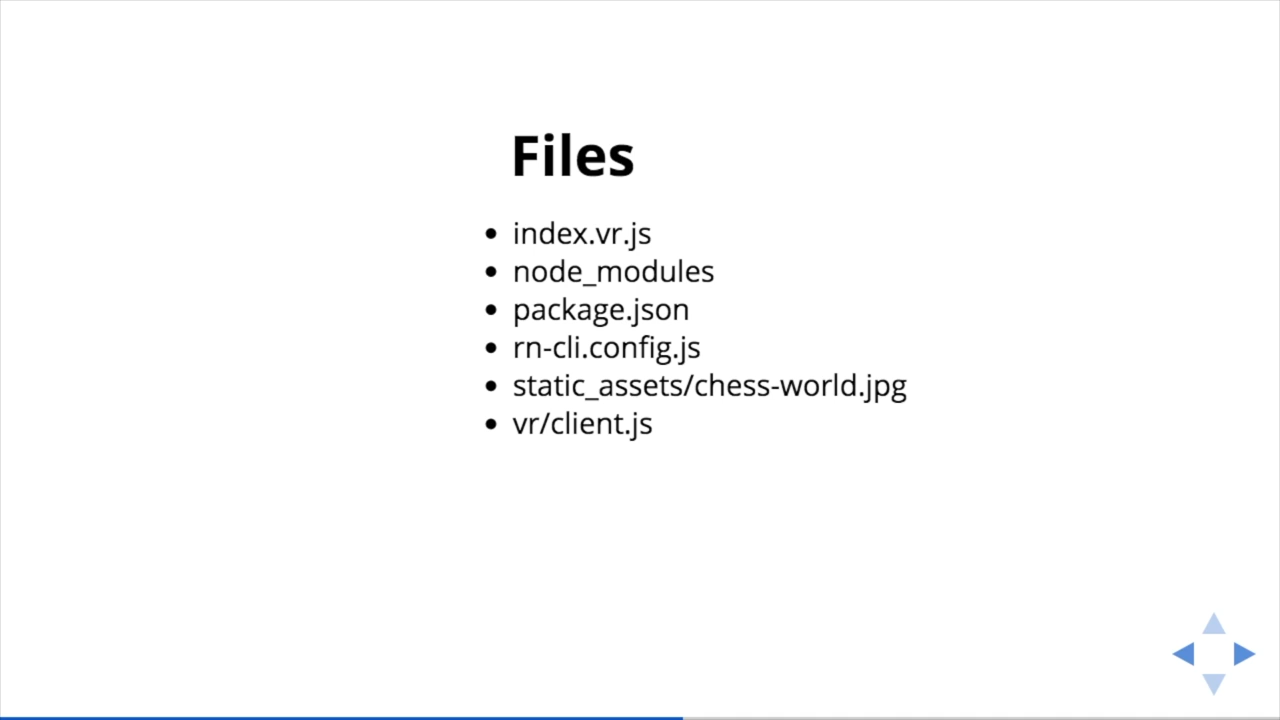 Files
index.vr.js
node_modules
package.json
rn-cli.config.js
static_assets/chess-world.jpg
vr/client.js